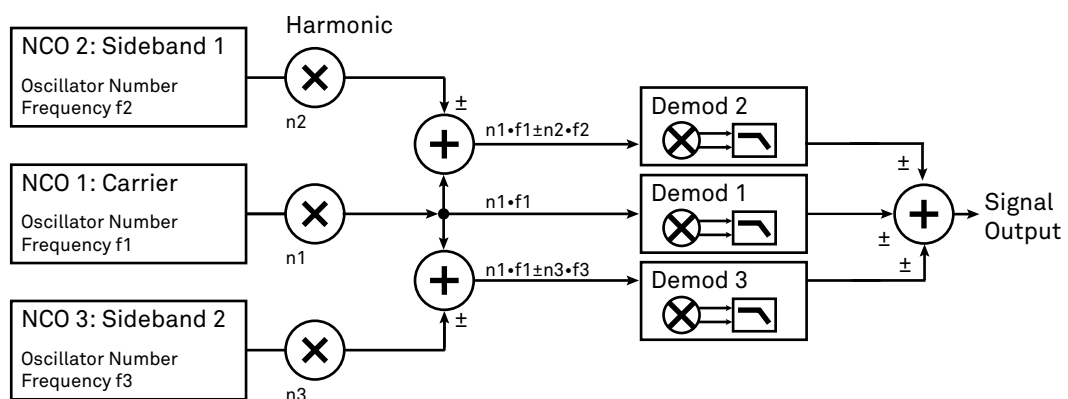 Harmonic
NCO 2: Sideband 1
Oscillator Number
Frequency f2
n2
±
n1•f1±n2•f2
Demod 2
±
NCO 1: Carrier
Oscillator Number
Frequency f1
n1
n1•f1
Demod 1
±
Signal
Output
NCO 3: Sideband 2
Oscillator Number
Frequency f3
n3
±
n1•f1±n3•f3
Demod 3
±